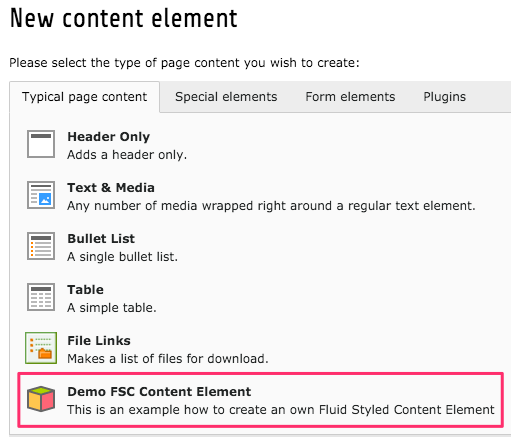 New content element
Please select the type of page content you wish to create:
Typical page content Special elements Form elements Plugins
Header Only
Adds a header only.
Text & Media
Any number of media wrapped right around a regular text element.
Bullet List
A single bullet list.
Table
A simple table.
File Links
Makes a list of files for download.
Demo FSC Content Element
This is an example how to create an own Fluid Styled Content Element